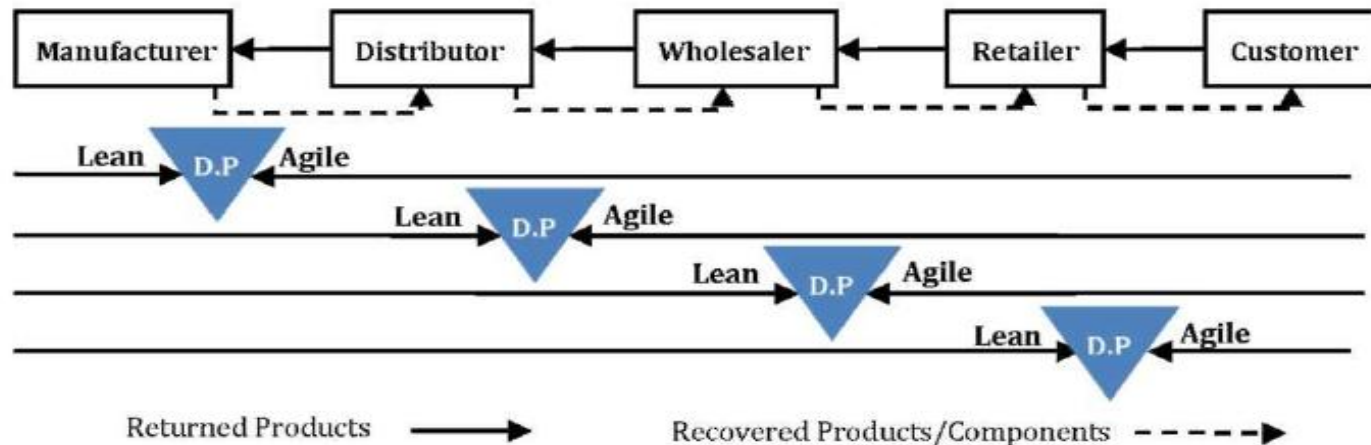 Manufacturer Distributor Wholesaler Retailer Customer
Lean D.P Agile
Lean D.P Agile
Lean D.P Agile
Lean D.P Agile
Returned Products Recovered Products/Components